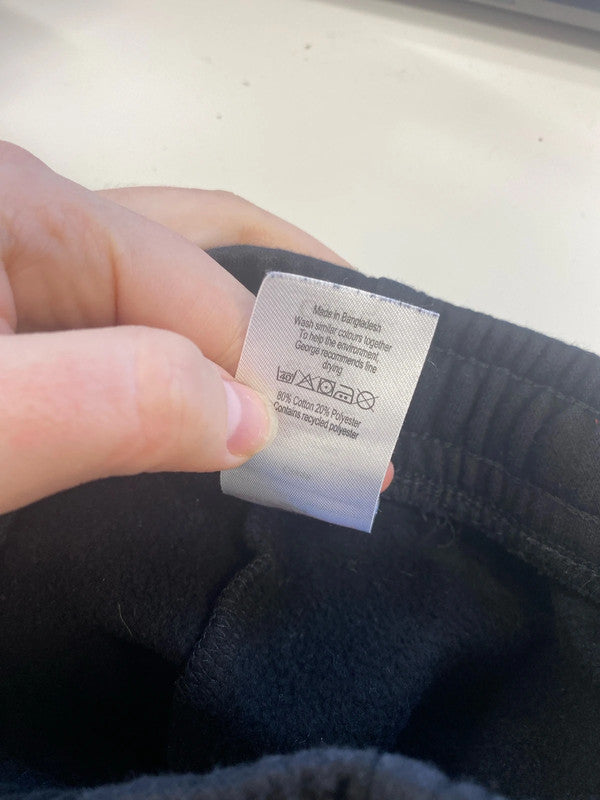 Made in Bangladesh
Wash similar colours together
To help the environment
George recommends line
drying
40
80% Cotton 20% Polyester
Contains recycled polyester